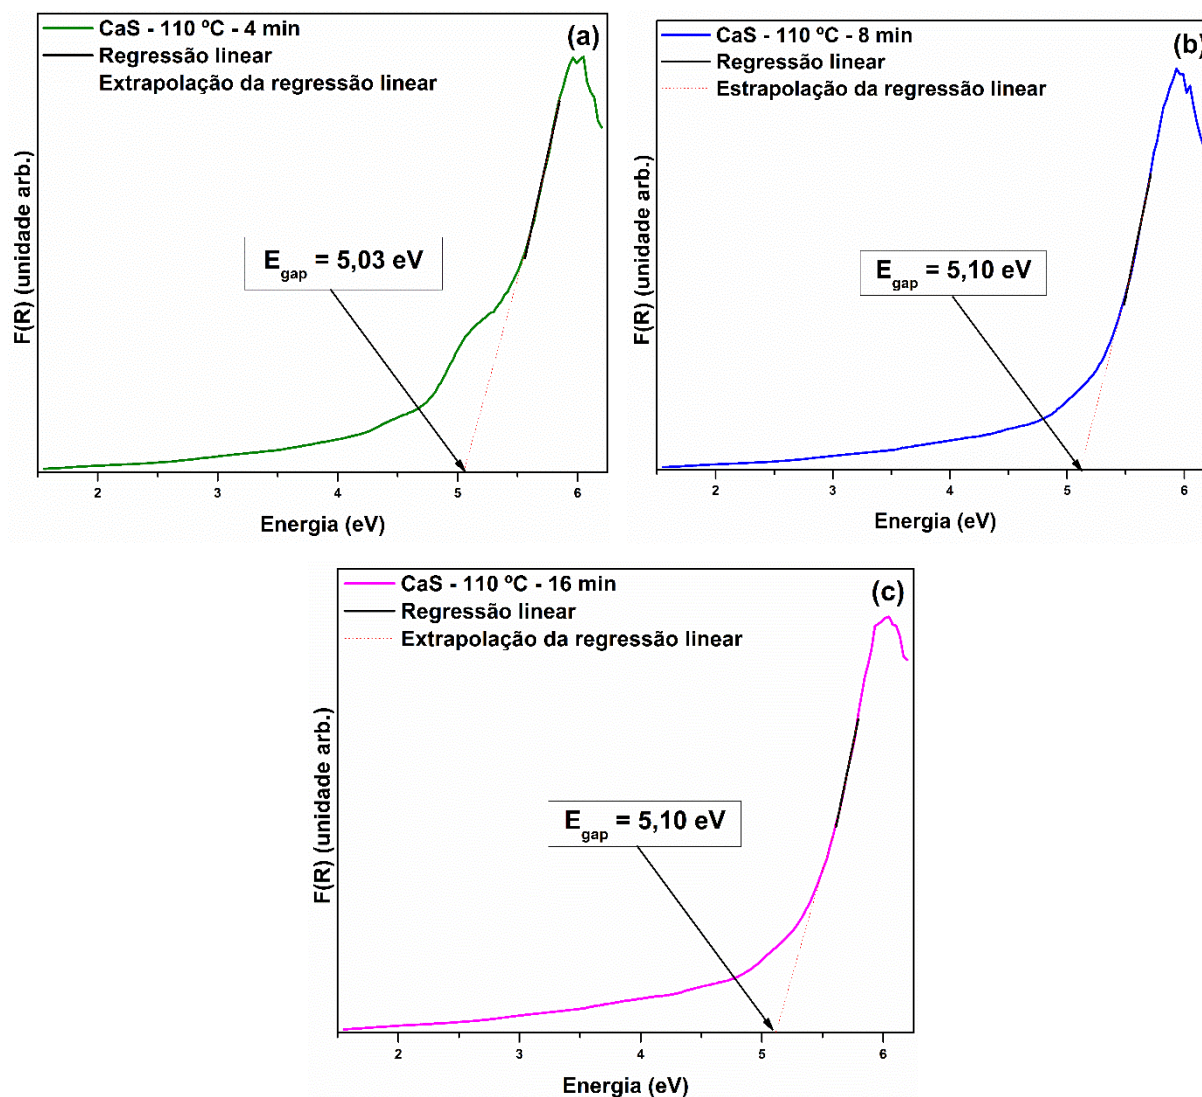 CaS - 110 ºC - 4 min
Regressão linear
Extrapolação da regressão linear
(a)
F(R) (unidade arb.)
E_gap = 5,03 eV
2 3 4 5 6
Energia (eV)
CaS - 110 ºC - 8 min
Regressão linear
Estrapolação da regressão linear
(b)
F(R) (unidade arb.)
E_gap = 5,10 eV
2 3 4 5 6
Energia (eV)
CaS - 110 ºC - 16 min
Regressão linear
Extrapolação da regressão linear
(c)
F(R) (unidade arb.)
E_gap = 5,10 eV
2 3 4 5 6
Energia (eV)